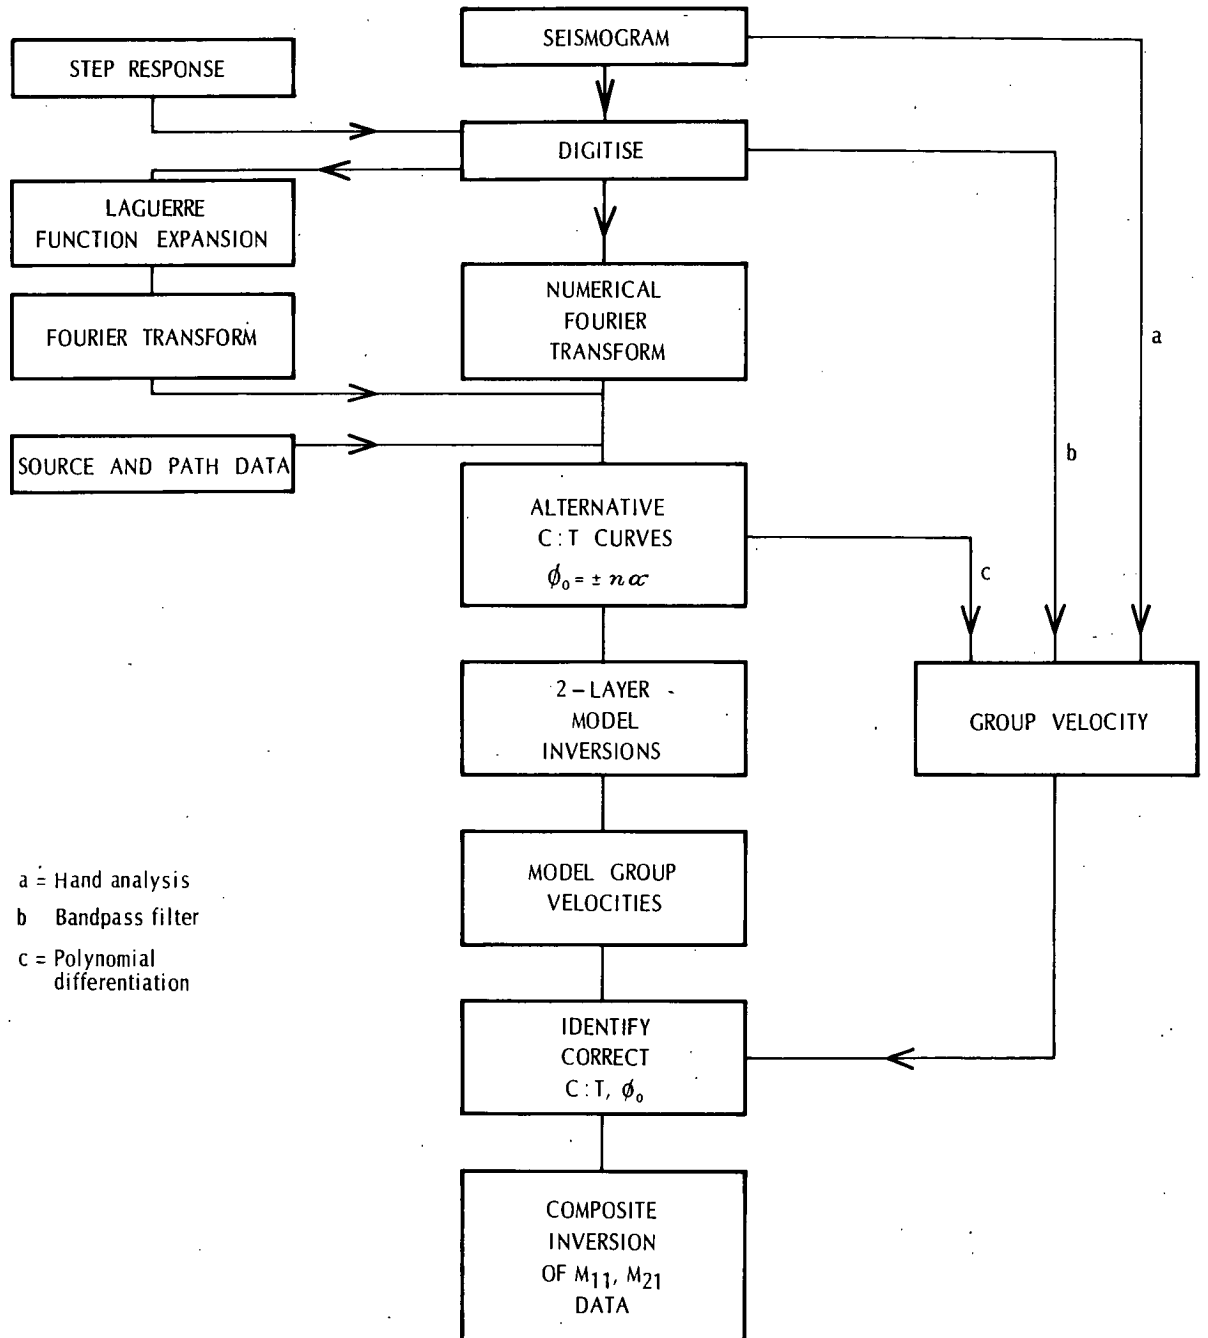 SEISMOGRAM
STEP RESPONSE
DIGITISE
LAGUERRE
FUNCTION EXPANSION
FOURIER TRANSFORM
NUMERICAL
FOURIER
TRANSFORM
SOURCE AND PATH DATA
ALTERNATIVE
C:T CURVES
ϕ₀ = ± n α
a
b
c
2-LAYER
MODEL
INVERSIONS
GROUP VELOCITY
MODEL GROUP
VELOCITIES
a = Hand analysis
b Bandpass filter
c = Polynomial
differentiation
IDENTIFY
CORRECT
C:T, ϕ₀
COMPOSITE
INVERSION
OF M₁₁, M₂₁
DATA